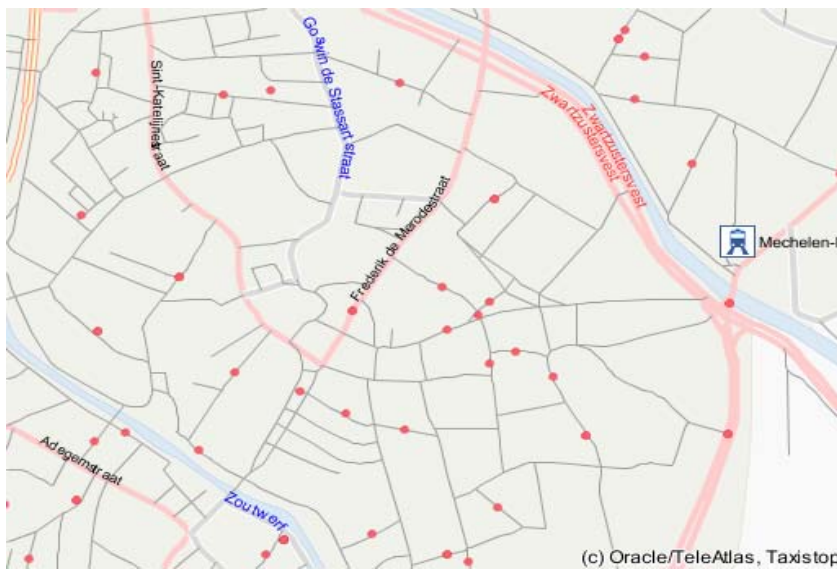 Goswin de Stassart straat
Sint-Katelijnestraat
Zwartzustersvest
Zwartzustersvest
Frederik de Merodestraat
Mechelen-
Adegemstraat
Zoutwerf
(c) Oracle/TeleAtlas, Taxistop